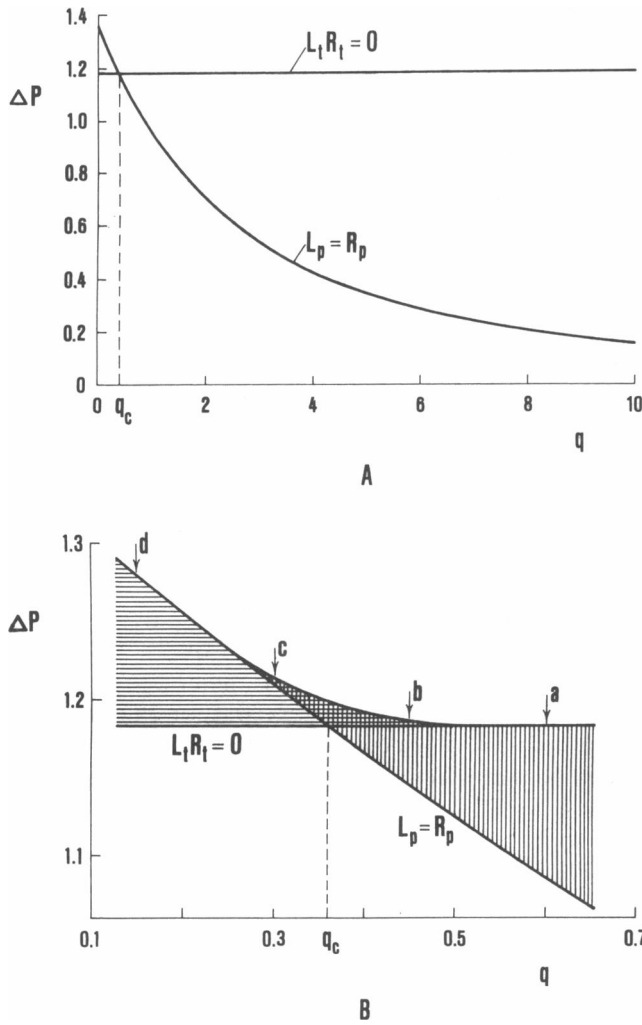 1.4
LₜRₜ = 0
1.2
ΔP
1.0
0.8
0.6
Lₚ = Rₚ
0.4
0.2
0
0 q_c 2 4 6 8 10
q
A
1.3
d
ΔP
c
1.2
b a
LₜRₜ = 0
Lₚ = Rₚ
1.1
0.1 0.3 q_c 0.5 0.7
q
B